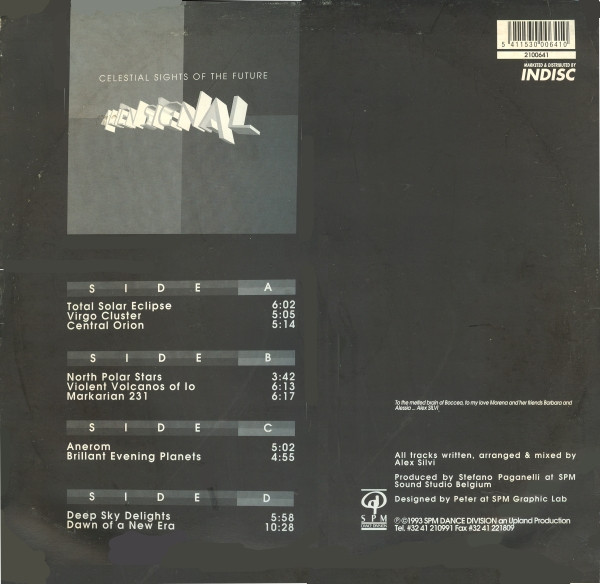 CELESTIAL SIGHTS OF THE FUTURE
SIDE A
Total Solar Eclipse 6:02
Virgo Cluster 5:05
Central Orion 5:14
SIDE B
North Polar Stars 3:42
Violent Volcanos of Io 6:13
Markarian 231 6:17
SIDE C
Anerom 5:02
Brillant Evening Planets 4:55
SIDE D
Deep Sky Delights 5:58
Dawn of a New Era 10:28
5 411530 006410
2100641
MARKETED & DISTRIBUTED BY
INDISC
To the melted brain of Boccea, to my love Morena and her friends Barbara and
Alessia ... Alex SILVI
All tracks written, arranged & mixed by
Alex Silvi
Produced by Stefano Paganelli at SPM
Sound Studio Belgium
Designed by Peter at SPM Graphic Lab
SPM
DANCE DIVISION
℗©1993 SPM DANCE DIVISION an Upland Production
Tel. #32 41 210991 Fax #32 41 221809